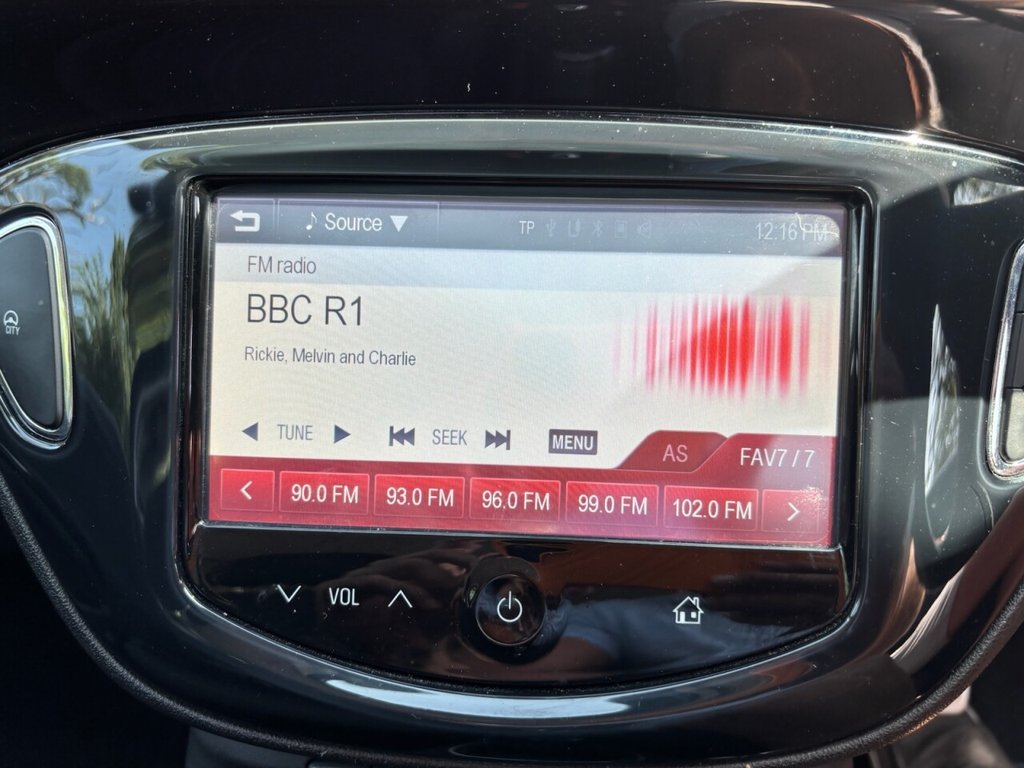 Source
TP
12:16 PM
FM radio
BBC R1
Rickie, Melvin and Charlie
TUNE
SEEK
MENU
AS
FAV7 / 7
90.0 FM
93.0 FM
96.0 FM
99.0 FM
102.0 FM
CITY
VOL